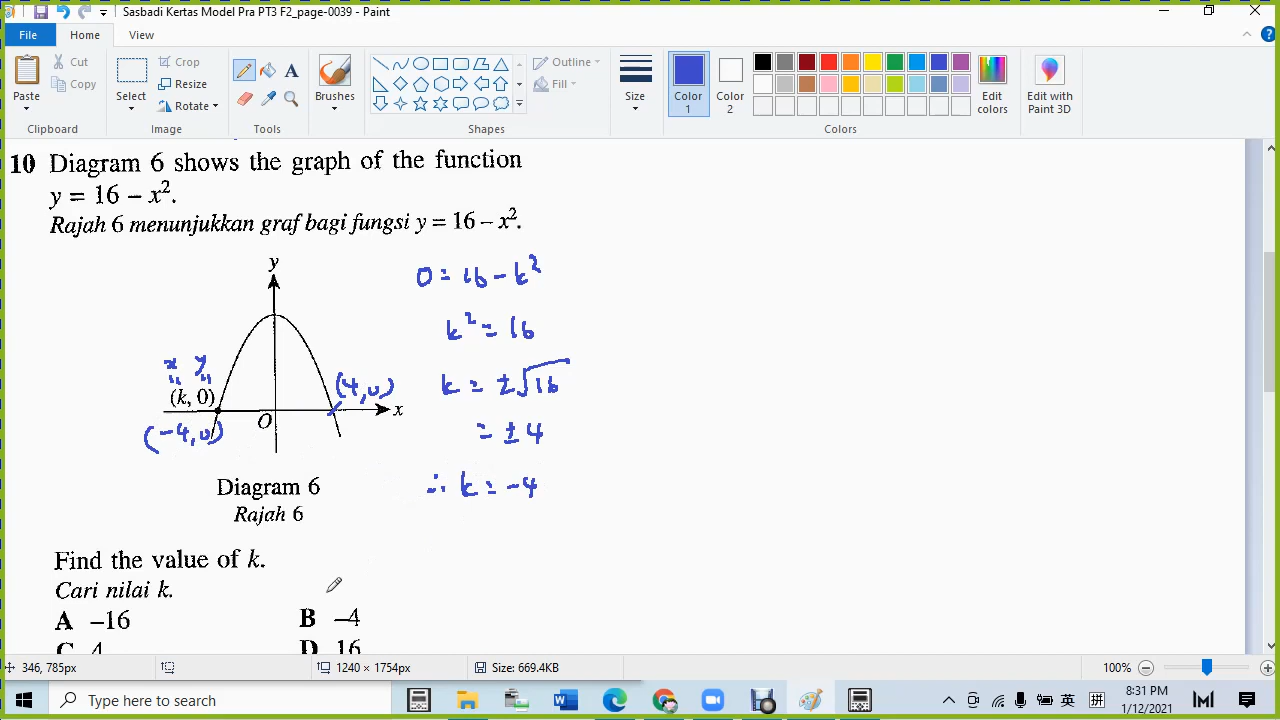 Sasbadi Kertas Model Pra PT3 F2_page-0039 - Paint
File Home View
Paste Cut Copy Clipboard
Select Crop Resize Rotate Image
Tools
Brushes
Outline Fill Shapes
Size
Color 1 Color 2 Edit colors Colors
Edit with Paint 3D
10 Diagram 6 shows the graph of the function
y = 16 – x².
Rajah 6 menunjukkan graf bagi fungsi y = 16 – x².
y
x y
" "
(k, 0)
(-4,0)
O
(4,0)
x
0 = 16 - k²
k² = 16
k = ±√16
= ±4
∴ k = -4
Diagram 6
Rajah 6
Find the value of k.
Cari nilai k.
A –16 B –4
C 4 D 16
346, 785px 1240 × 1754px Size: 669.4KB 100%
Type here to search
英 拼 8:31 PM
1/12/2021